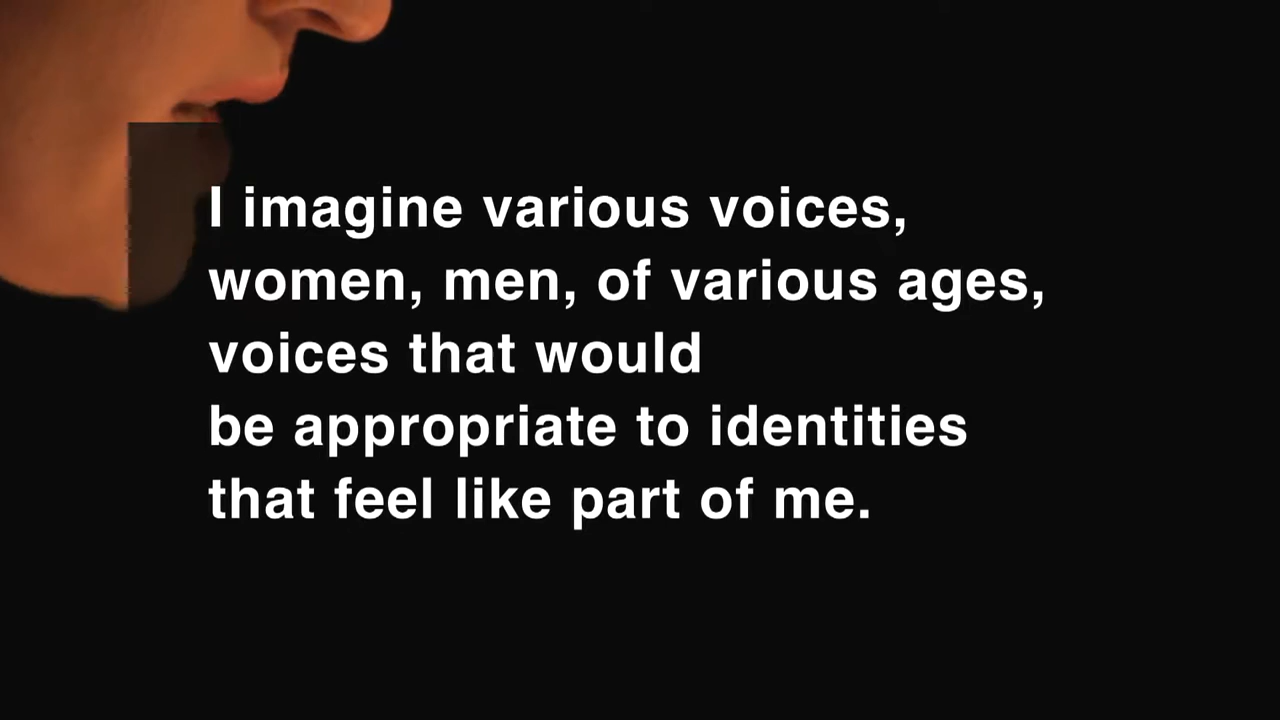 I imagine various voices,
women, men, of various ages,
voices that would
be appropriate to identities
that feel like part of me.